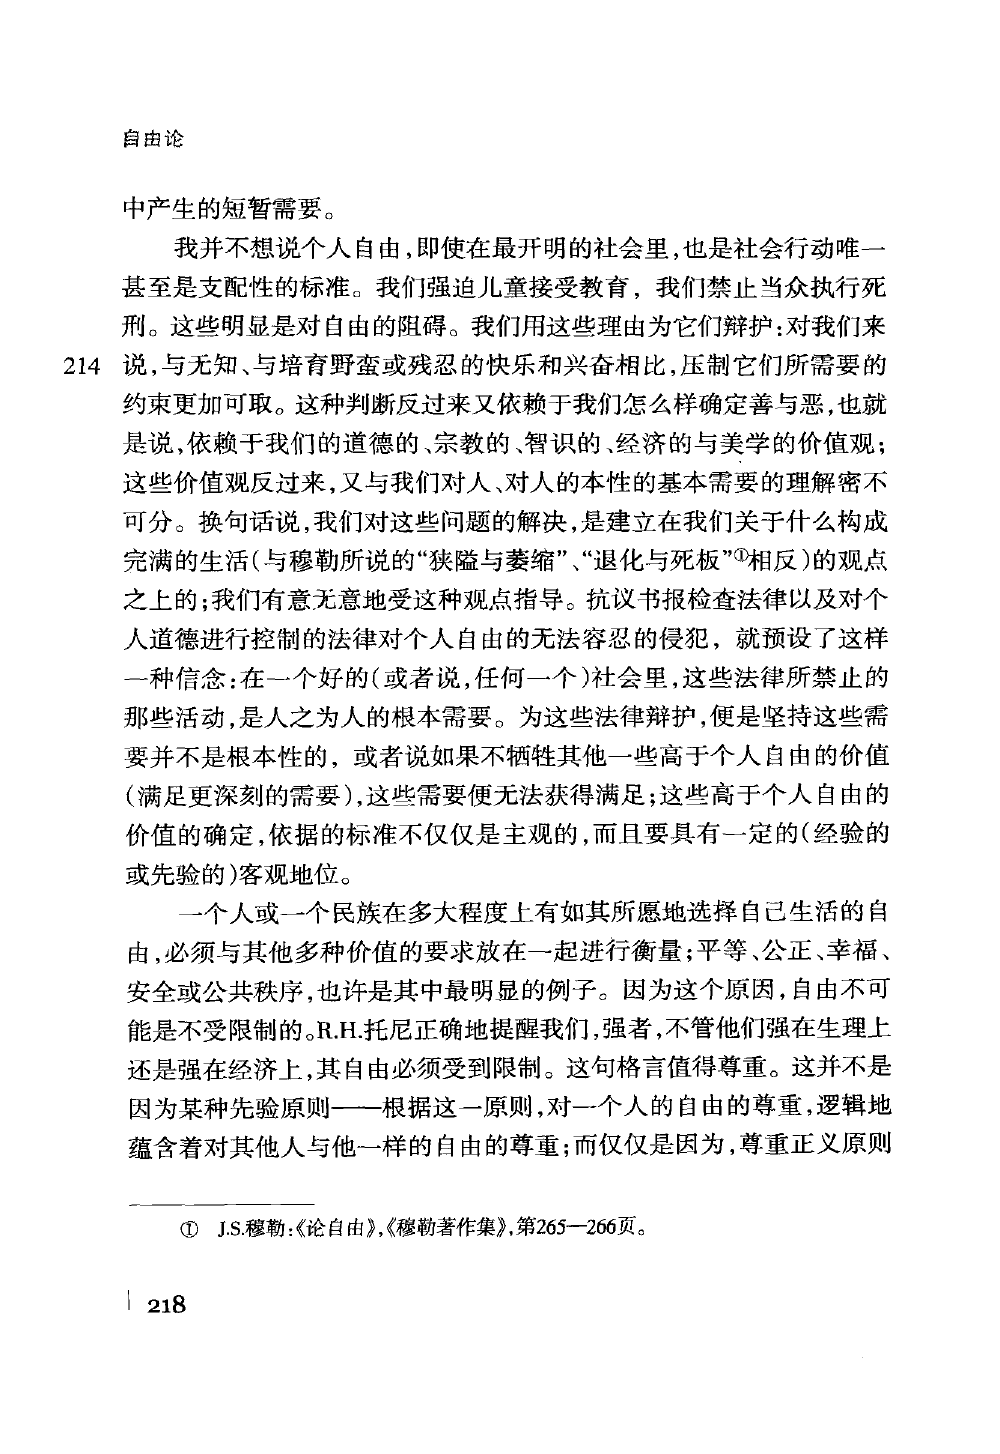 自由论
中产生的短暂需要。
我并不想说个人自由,即使在最开明的社会里,也是社会行动唯一
甚至是支配性的标准。我们强迫儿童接受教育,我们禁止当众执行死
刑。这些明显是对自由的阻碍。我们用这些理由为它们辩护:对我们来
214 说,与无知、与培育野蛮或残忍的快乐和兴奋相比,压制它们所需要的
约束更加可取。这种判断反过来又依赖于我们怎么样确定善与恶,也就
是说,依赖于我们的道德的、宗教的、智识的、经济的与美学的价值观;
这些价值观反过来,又与我们对人、对人的本性的基本需要的理解密不
可分。换句话说,我们对这些问题的解决,是建立在我们关于什么构成
完满的生活(与穆勒所说的“狭隘与萎缩”、“退化与死板”①相反)的观点
之上的;我们有意无意地受这种观点指导。抗议书报检查法律以及对个
人道德进行控制的法律对个人自由的无法容忍的侵犯,就预设了这样
一种信念:在一个好的(或者说,任何一个)社会里,这些法律所禁止的
那些活动,是人之为人的根本需要。为这些法律辩护,便是坚持这些需
要并不是根本性的,或者说如果不牺牲其他一些高于个人自由的价值
(满足更深刻的需要),这些需要便无法获得满足;这些高于个人自由的
价值的确定,依据的标准不仅仅是主观的,而且要具有一定的(经验的
或先验的)客观地位。
一个人或一个民族在多大程度上有如其所愿地选择自己生活的自
由,必须与其他多种价值的要求放在一起进行衡量;平等、公正、幸福、
安全或公共秩序,也许是其中最明显的例子。因为这个原因,自由不可
能是不受限制的。R.H.托尼正确地提醒我们,强者,不管他们强在生理上
还是强在经济上,其自由必须受到限制。这句格言值得尊重。这并不是
因为某种先验原则——根据这一原则,对一个人的自由的尊重,逻辑地
蕴含着对其他人与他一样的自由的尊重;而仅仅是因为,尊重正义原则
① J.S.穆勒:《论自由》,《穆勒著作集》,第265—266页。
218